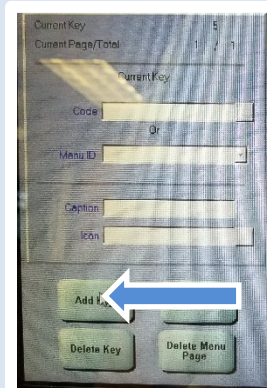 Current Key 5
Current Page/Total 1 / 1
Current Key
Code
Or
Menu ID
Caption
Icon
Add
Delete Key
Delete Menu Page